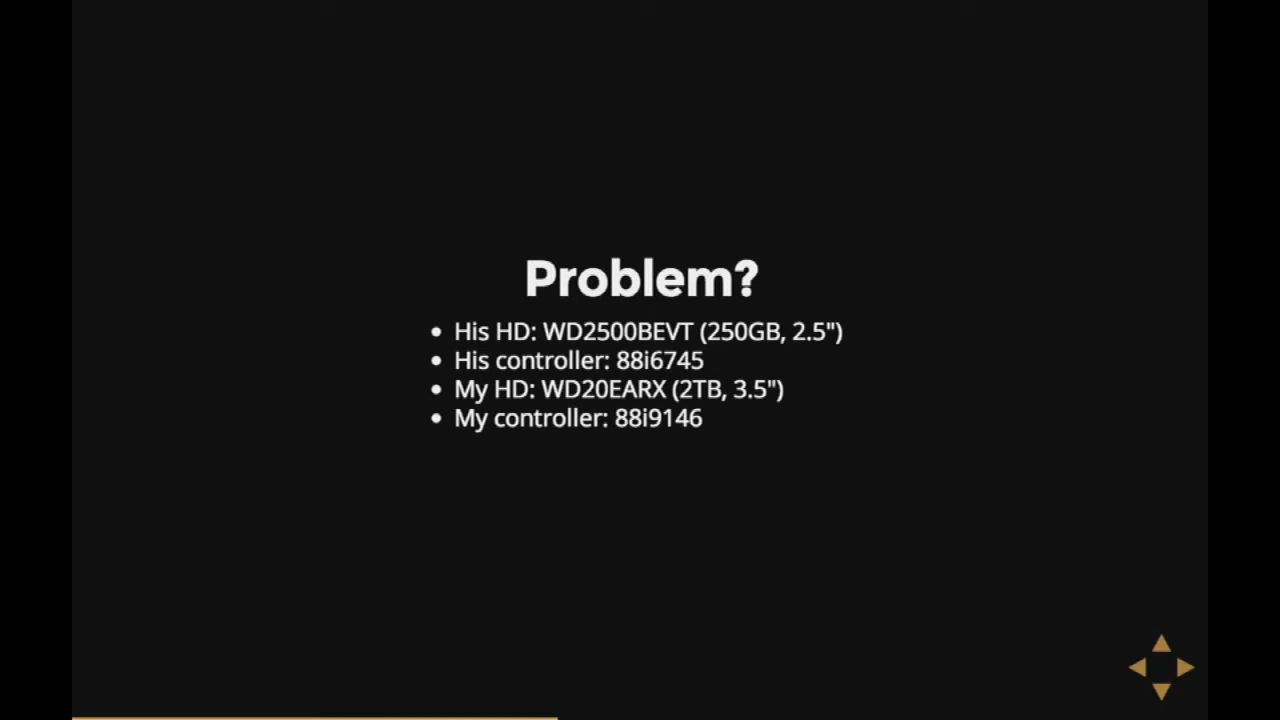 Problem?
His HD: WD2500BEVT (250GB, 2.5")
His controller: 88i6745
My HD: WD20EARX (2TB, 3.5")
My controller: 88i9146